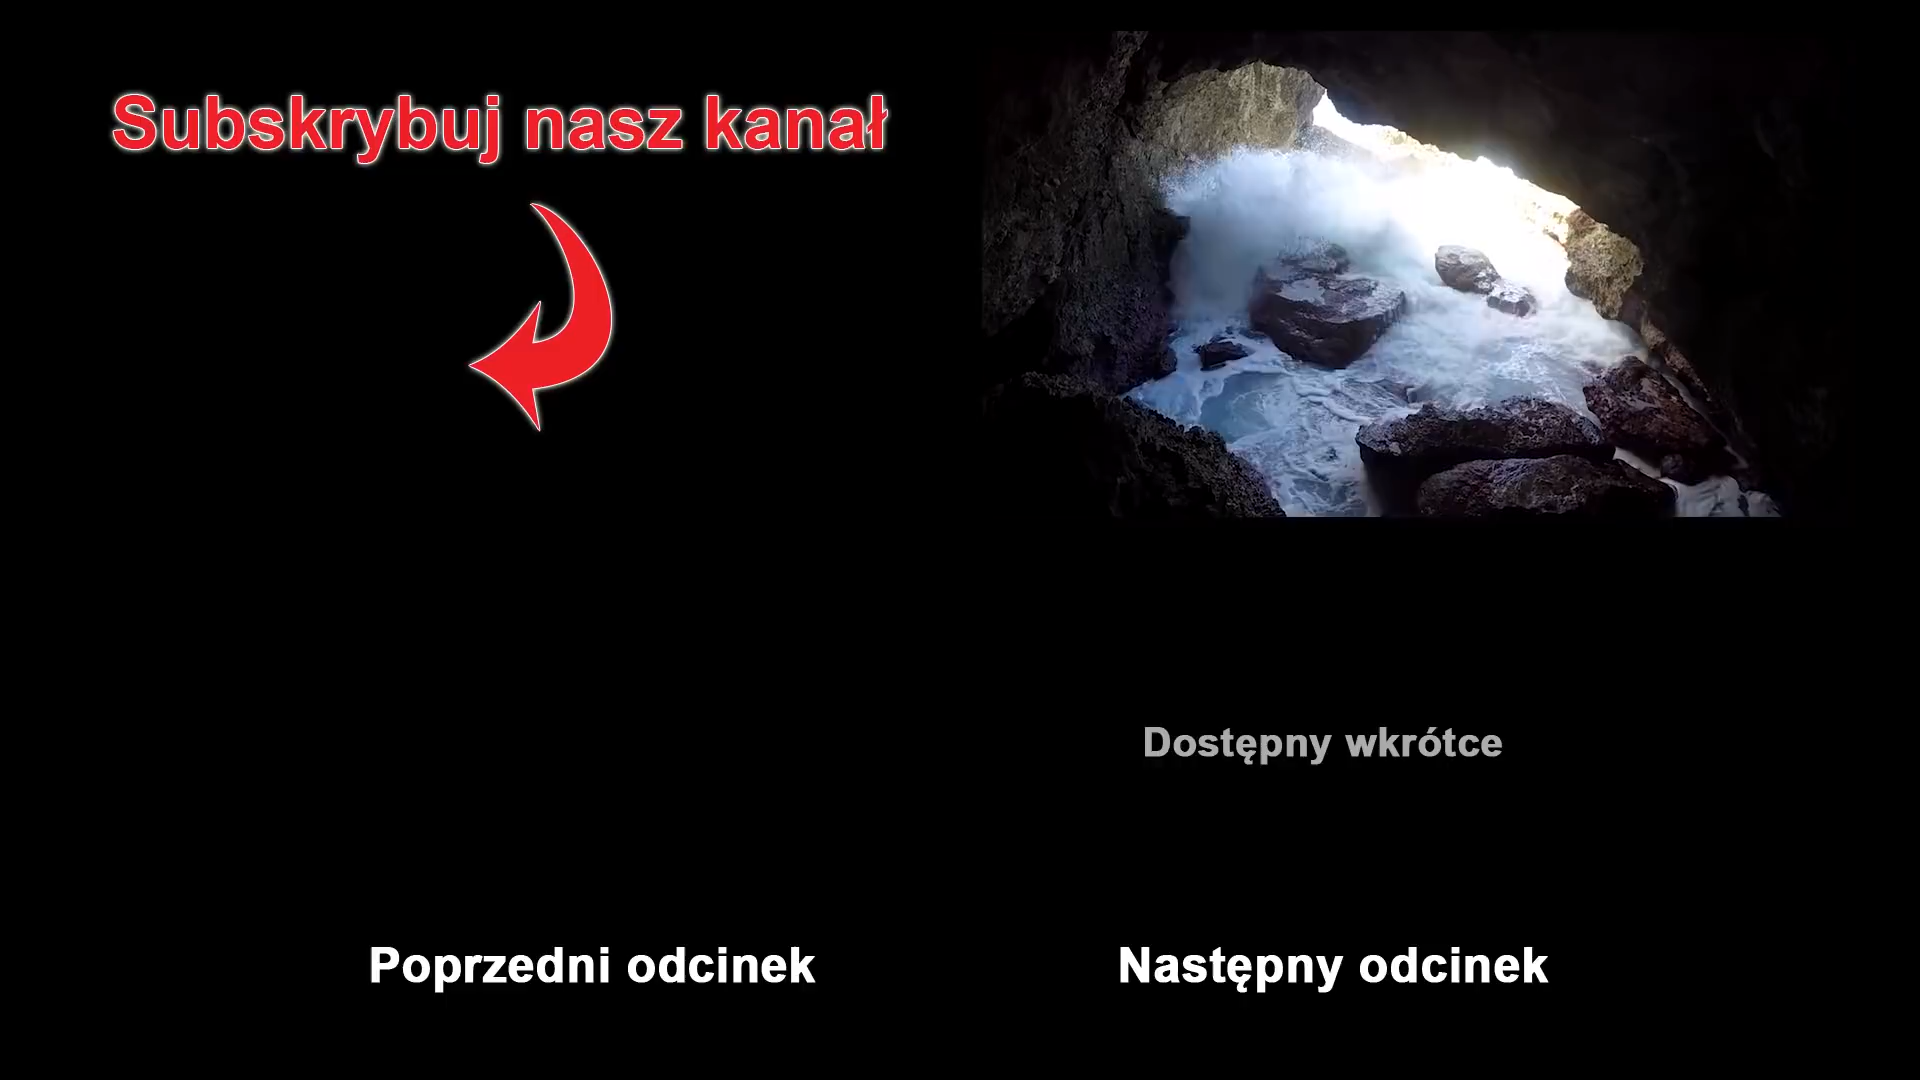 Subskrybuj nasz kanał
Dostępny wkrótce
Poprzedni odcinek
Następny odcinek